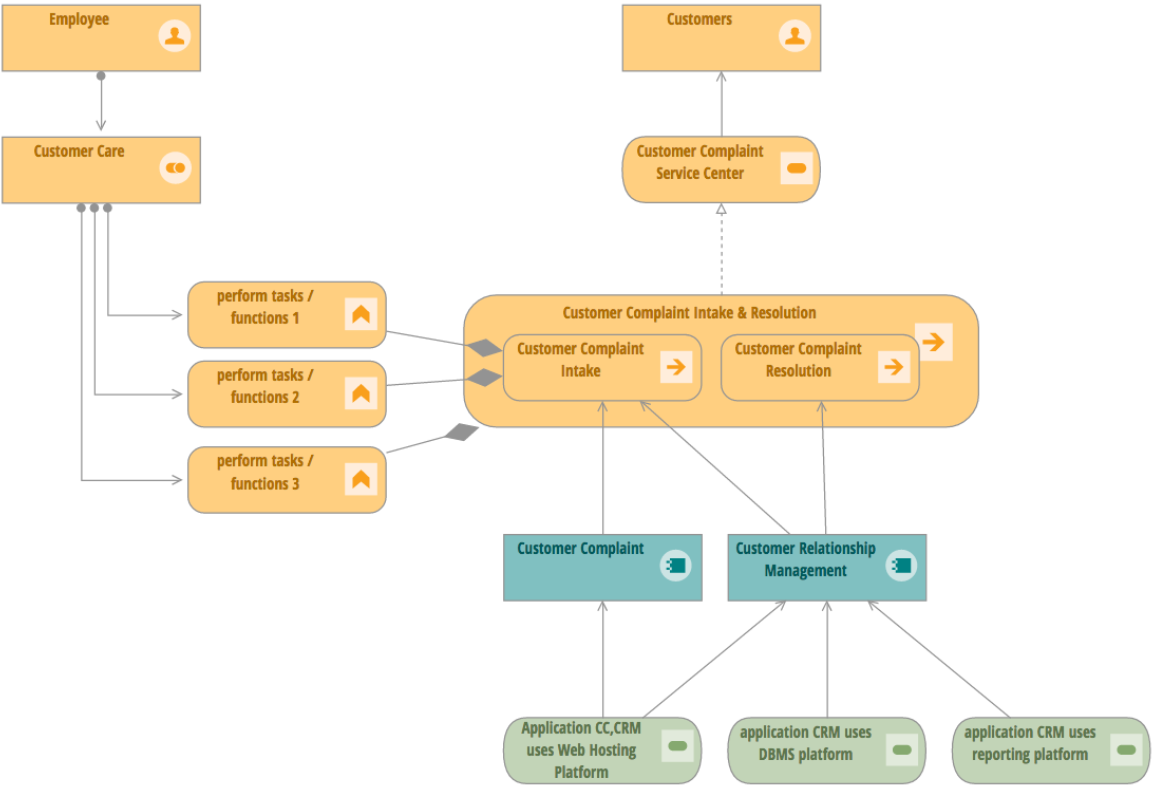 Employee
Customers
Customer Care
Customer Complaint
Service Center
perform tasks /
functions 1
Customer Complaint Intake & Resolution
Customer Complaint
Intake
Customer Complaint
Resolution
perform tasks /
functions 2
perform tasks /
functions 3
Customer Complaint
Customer Relationship
Management
Application CC,CRM
uses Web Hosting
Platform
application CRM uses
DBMS platform
application CRM uses
reporting platform